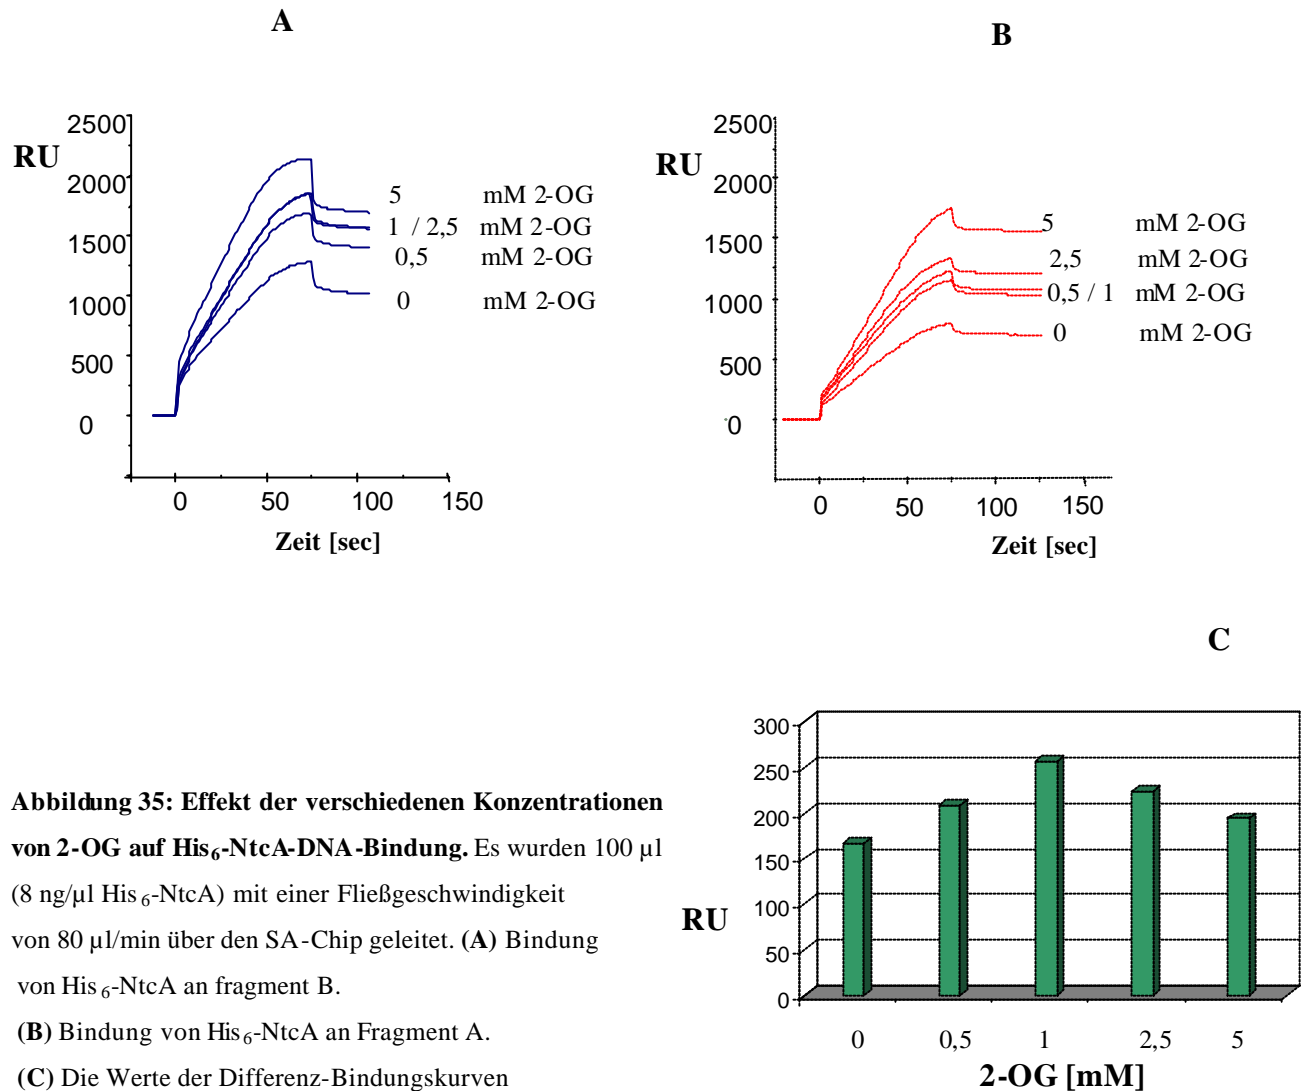 A
B
2500
RU
2000
1500
1000
500
0
5 mM 2-OG
1 / 2,5 mM 2-OG
0,5 mM 2-OG
0 mM 2-OG
0 50 100 150
Zeit [sec]
2500
RU
2000
1500
1000
500
0
5 mM 2-OG
2,5 mM 2-OG
0,5 / 1 mM 2-OG
0 mM 2-OG
0 50 100 150
Zeit [sec]
C
300
250
200
150
RU
100
50
0
0 0,5 1 2,5 5
2-OG [mM]
Abbildung 35: Effekt der verschiedenen Konzentrationen
von 2-OG auf His6-NtcA-DNA-Bindung. Es wurden 100 µl
(8 ng/µl His6-NtcA) mit einer Fließgeschwindigkeit
von 80 µl/min über den SA-Chip geleitet. (A) Bindung
von His6-NtcA an fragment B.
(B) Bindung von His6-NtcA an Fragment A.
(C) Die Werte der Differenz-Bindungskurven